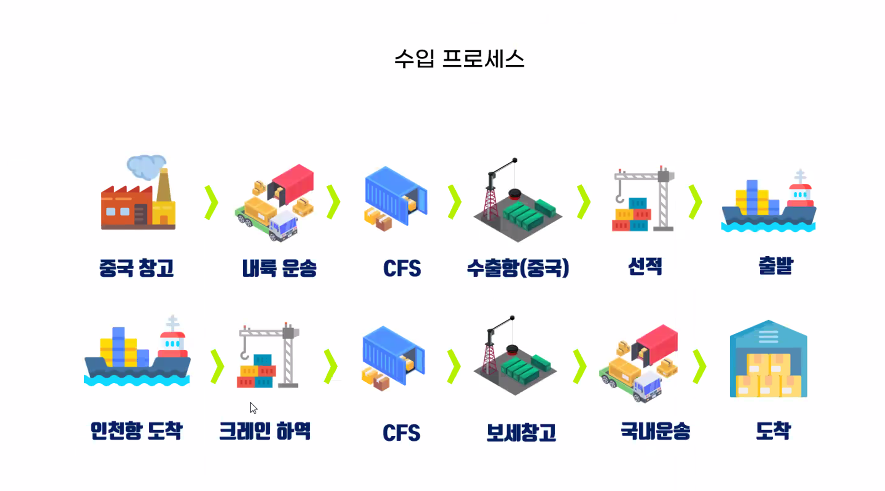 수입 프로세스
중국 창고
내륙 운송
CFS
수출항(중국)
선적
출발
인천항 도착
크레인 하역
CFS
보세창고
국내운송
도착